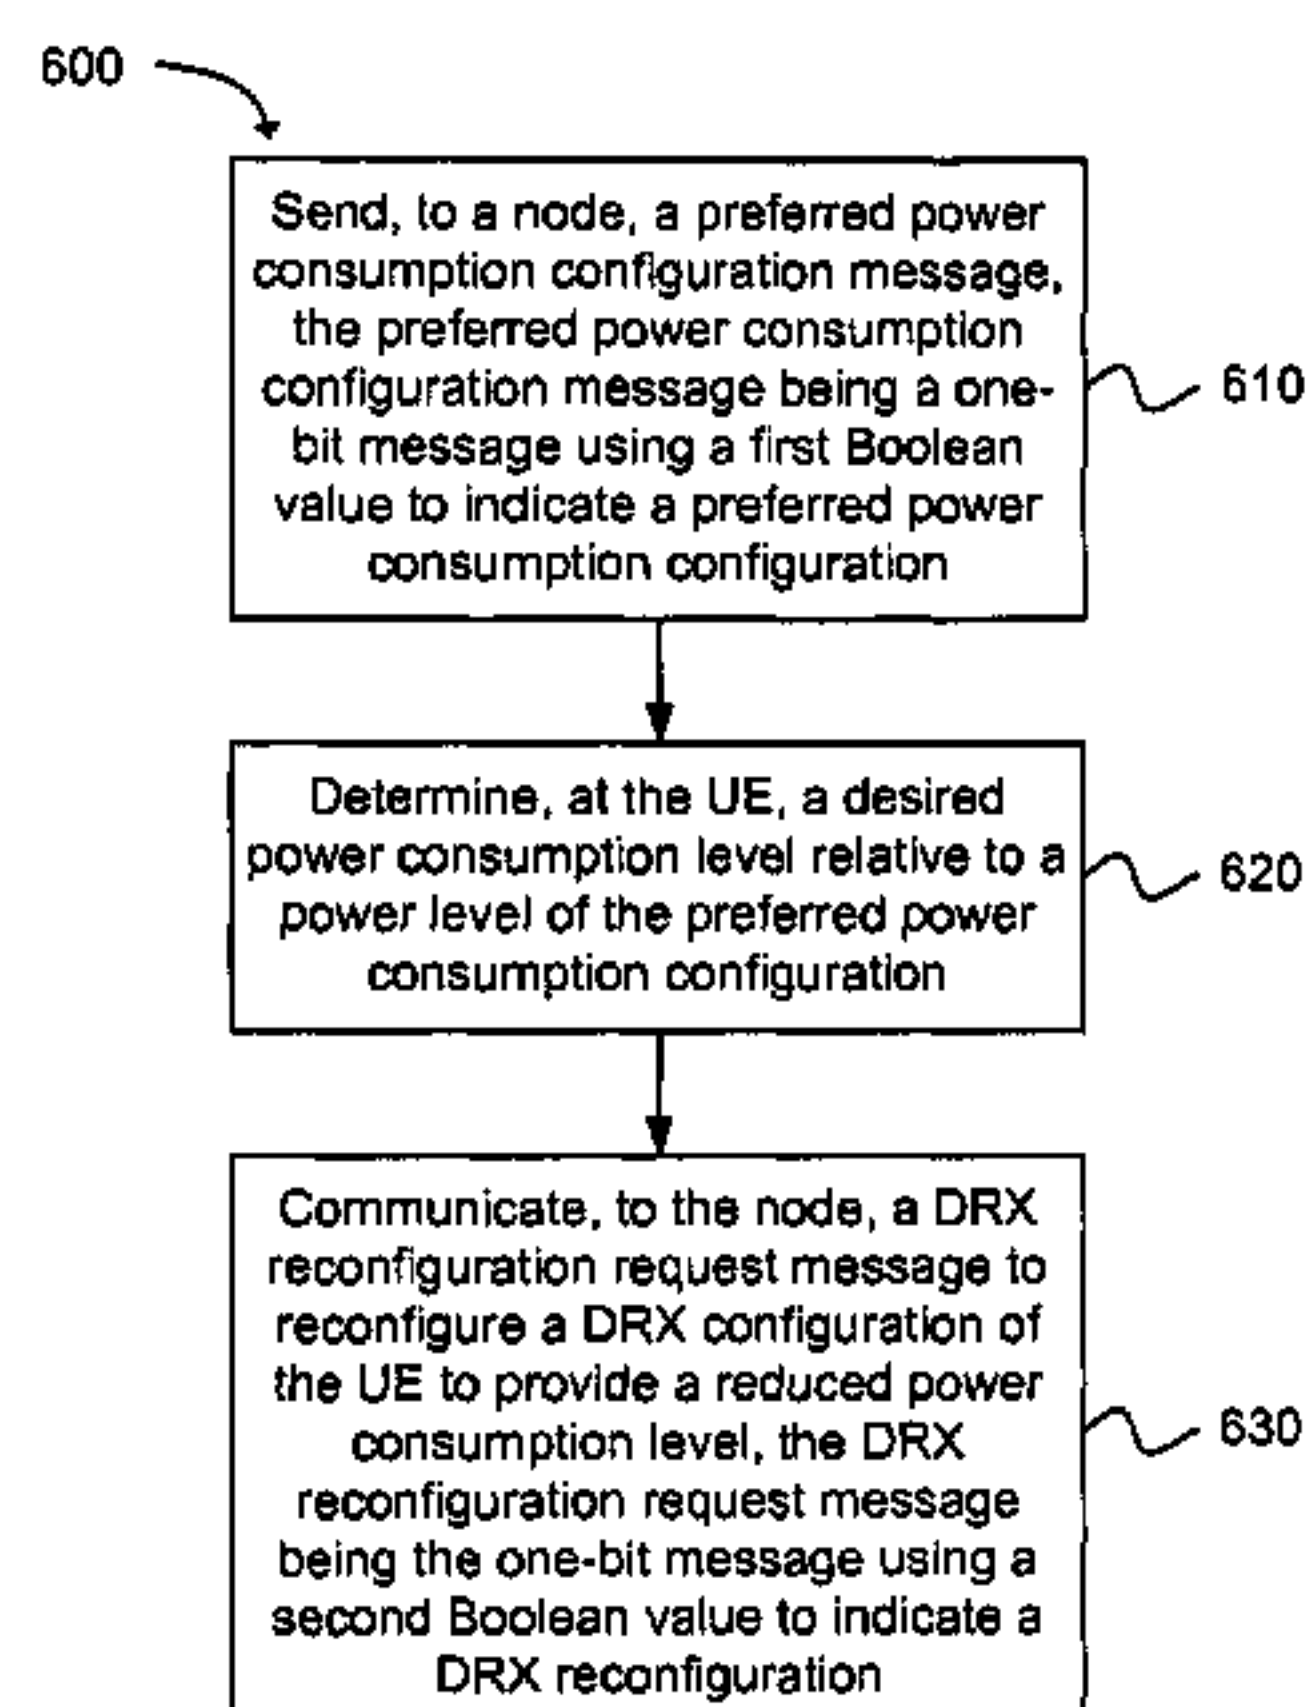 600
Send, to a node, a preferred power
consumption configuration message,
the preferred power consumption
configuration message being a one-
bit message using a first Boolean
value to indicate a preferred power
consumption configuration
610
Determine, at the UE, a desired
power consumption level relative to a
power level of the preferred power
consumption configuration
620
Communicate, to the node, a DRX
reconfiguration request message to
reconfigure a DRX configuration of
the UE to provide a reduced power
consumption level, the DRX
reconfiguration request message
being the one-bit message using a
second Boolean value to indicate a
DRX reconfiguration
630